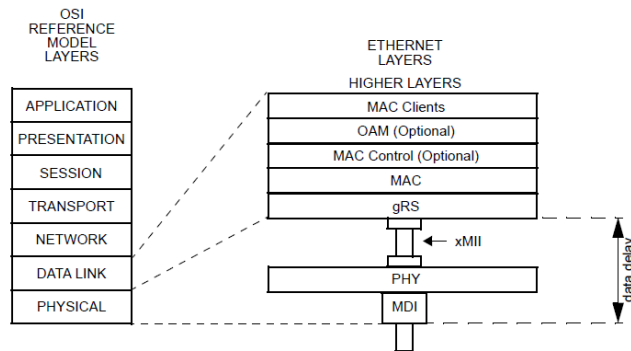 OSI
REFERENCE
MODEL
LAYERS
APPLICATION
PRESENTATION
SESSION
TRANSPORT
NETWORK
DATA LINK
PHYSICAL
ETHERNET
LAYERS
HIGHER LAYERS
MAC Clients
OAM (Optional)
MAC Control (Optional)
MAC
gRS
xMII
PHY
MDI
data delay